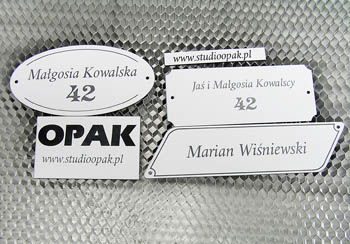 www.studioopak.pl
Małgosia Kowalska
42
Jaś i Małgosia Kowalscy
42
OPAK
www.studioopak.pl
Marian Wiśniewski